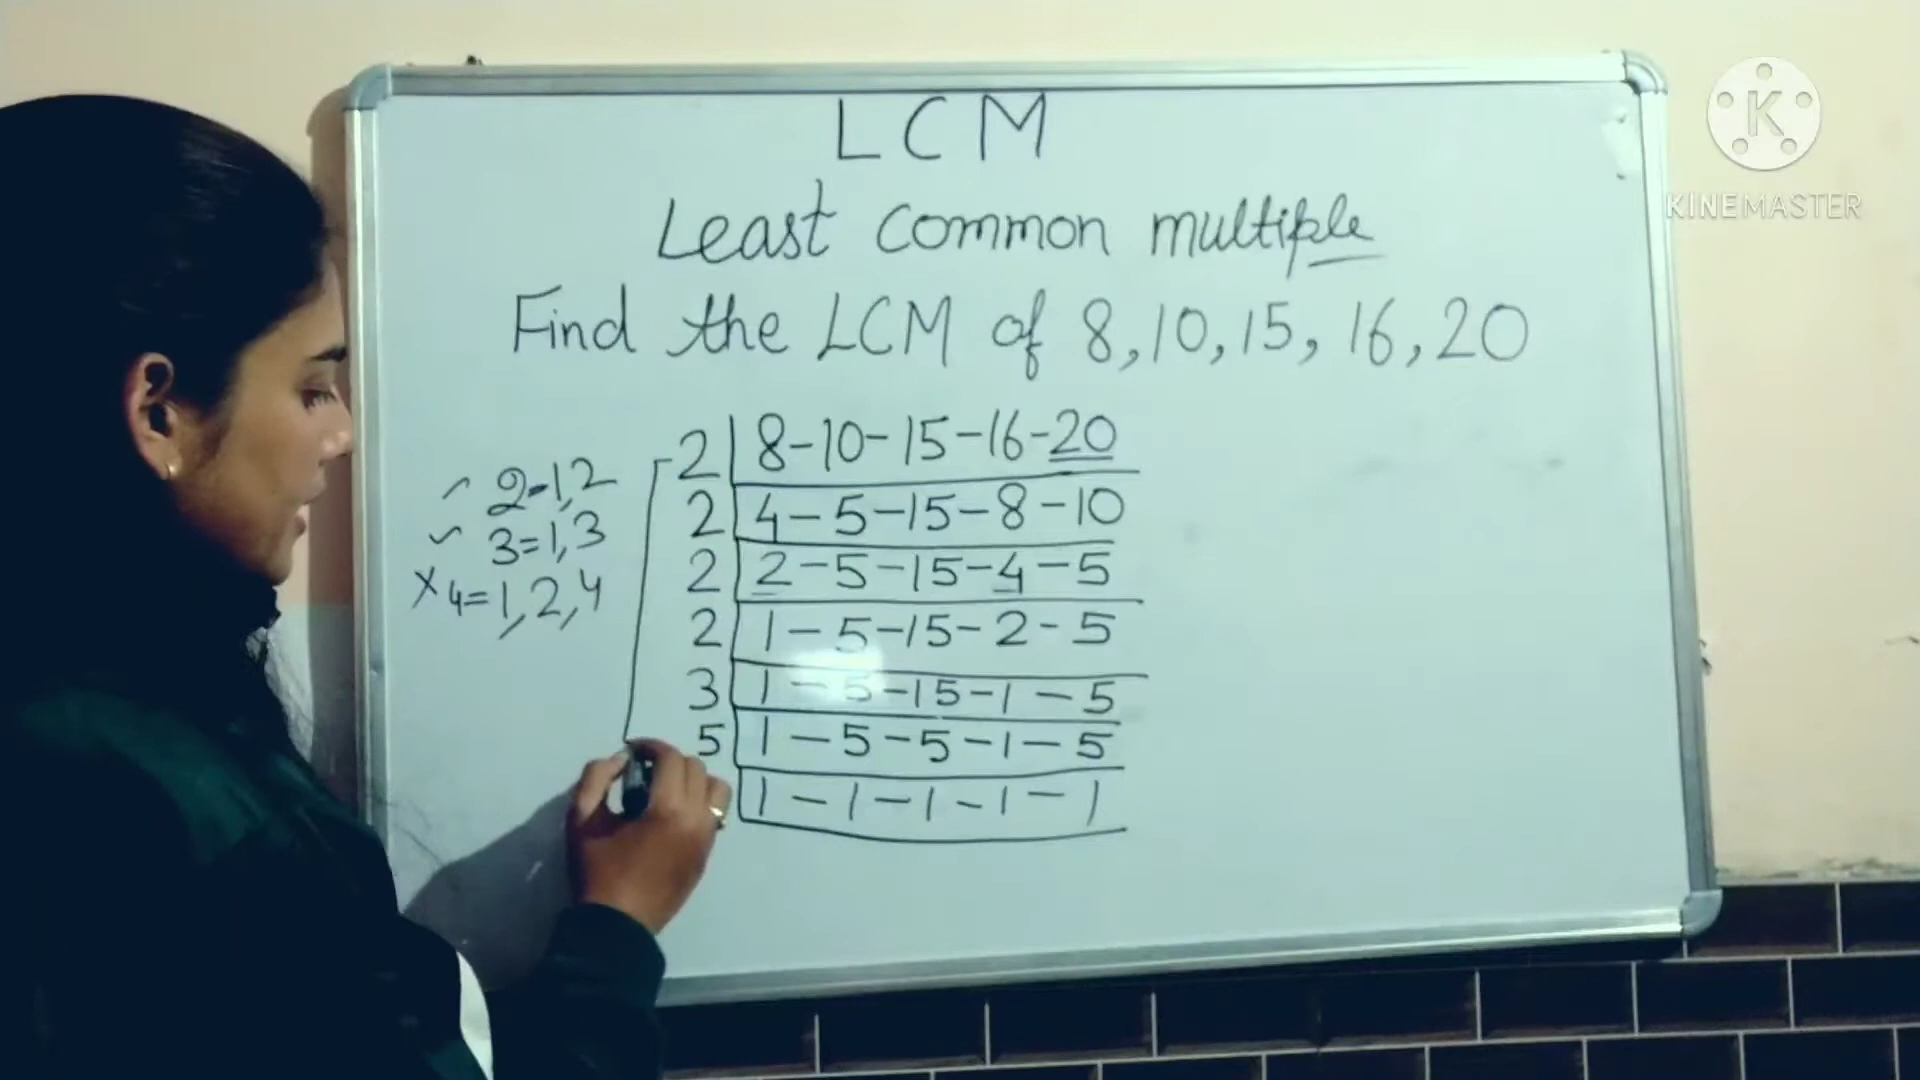 LCM
Least common multiple
Find the LCM of 8, 10, 15, 16, 20
2 - 1, 2
3 = 1, 3
4 = 1, 2, 4
2 | 8 - 10 - 15 - 16 - 20
2 | 4 - 5 - 15 - 8 - 10
2 | 2 - 5 - 15 - 4 - 5
2 | 1 - 5 - 15 - 2 - 5
3 | 1 - 5 - 15 - 1 - 5
5 | 1 - 5 - 5 - 1 - 5
1 - 1 - 1 - 1 - 1
K
KINEMASTER